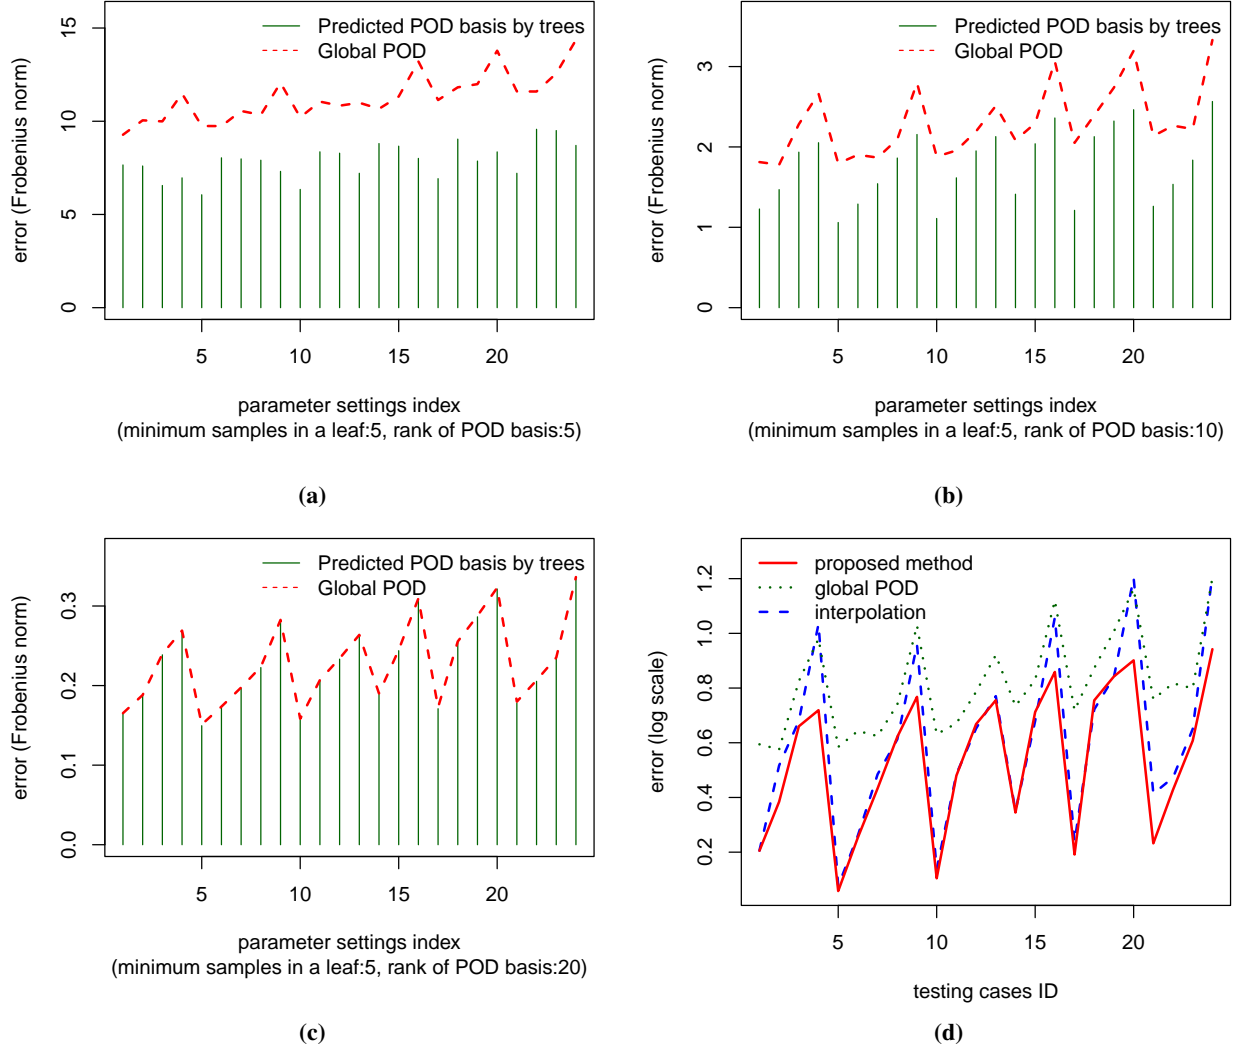 Predicted POD basis by trees
Global POD
error (Frobenius norm)
0 5 10 15
5 10 15 20
parameter settings index
(minimum samples in a leaf:5, rank of POD basis:5)
(a)
Predicted POD basis by trees
Global POD
error (Frobenius norm)
0 1 2 3
5 10 15 20
parameter settings index
(minimum samples in a leaf:5, rank of POD basis:10)
(b)
Predicted POD basis by trees
Global POD
error (Frobenius norm)
0.0 0.1 0.2 0.3
5 10 15 20
parameter settings index
(minimum samples in a leaf:5, rank of POD basis:20)
(c)
proposed method
global POD
interpolation
error (log scale)
0.2 0.4 0.6 0.8 1.0 1.2
5 10 15 20
testing cases ID
(d)